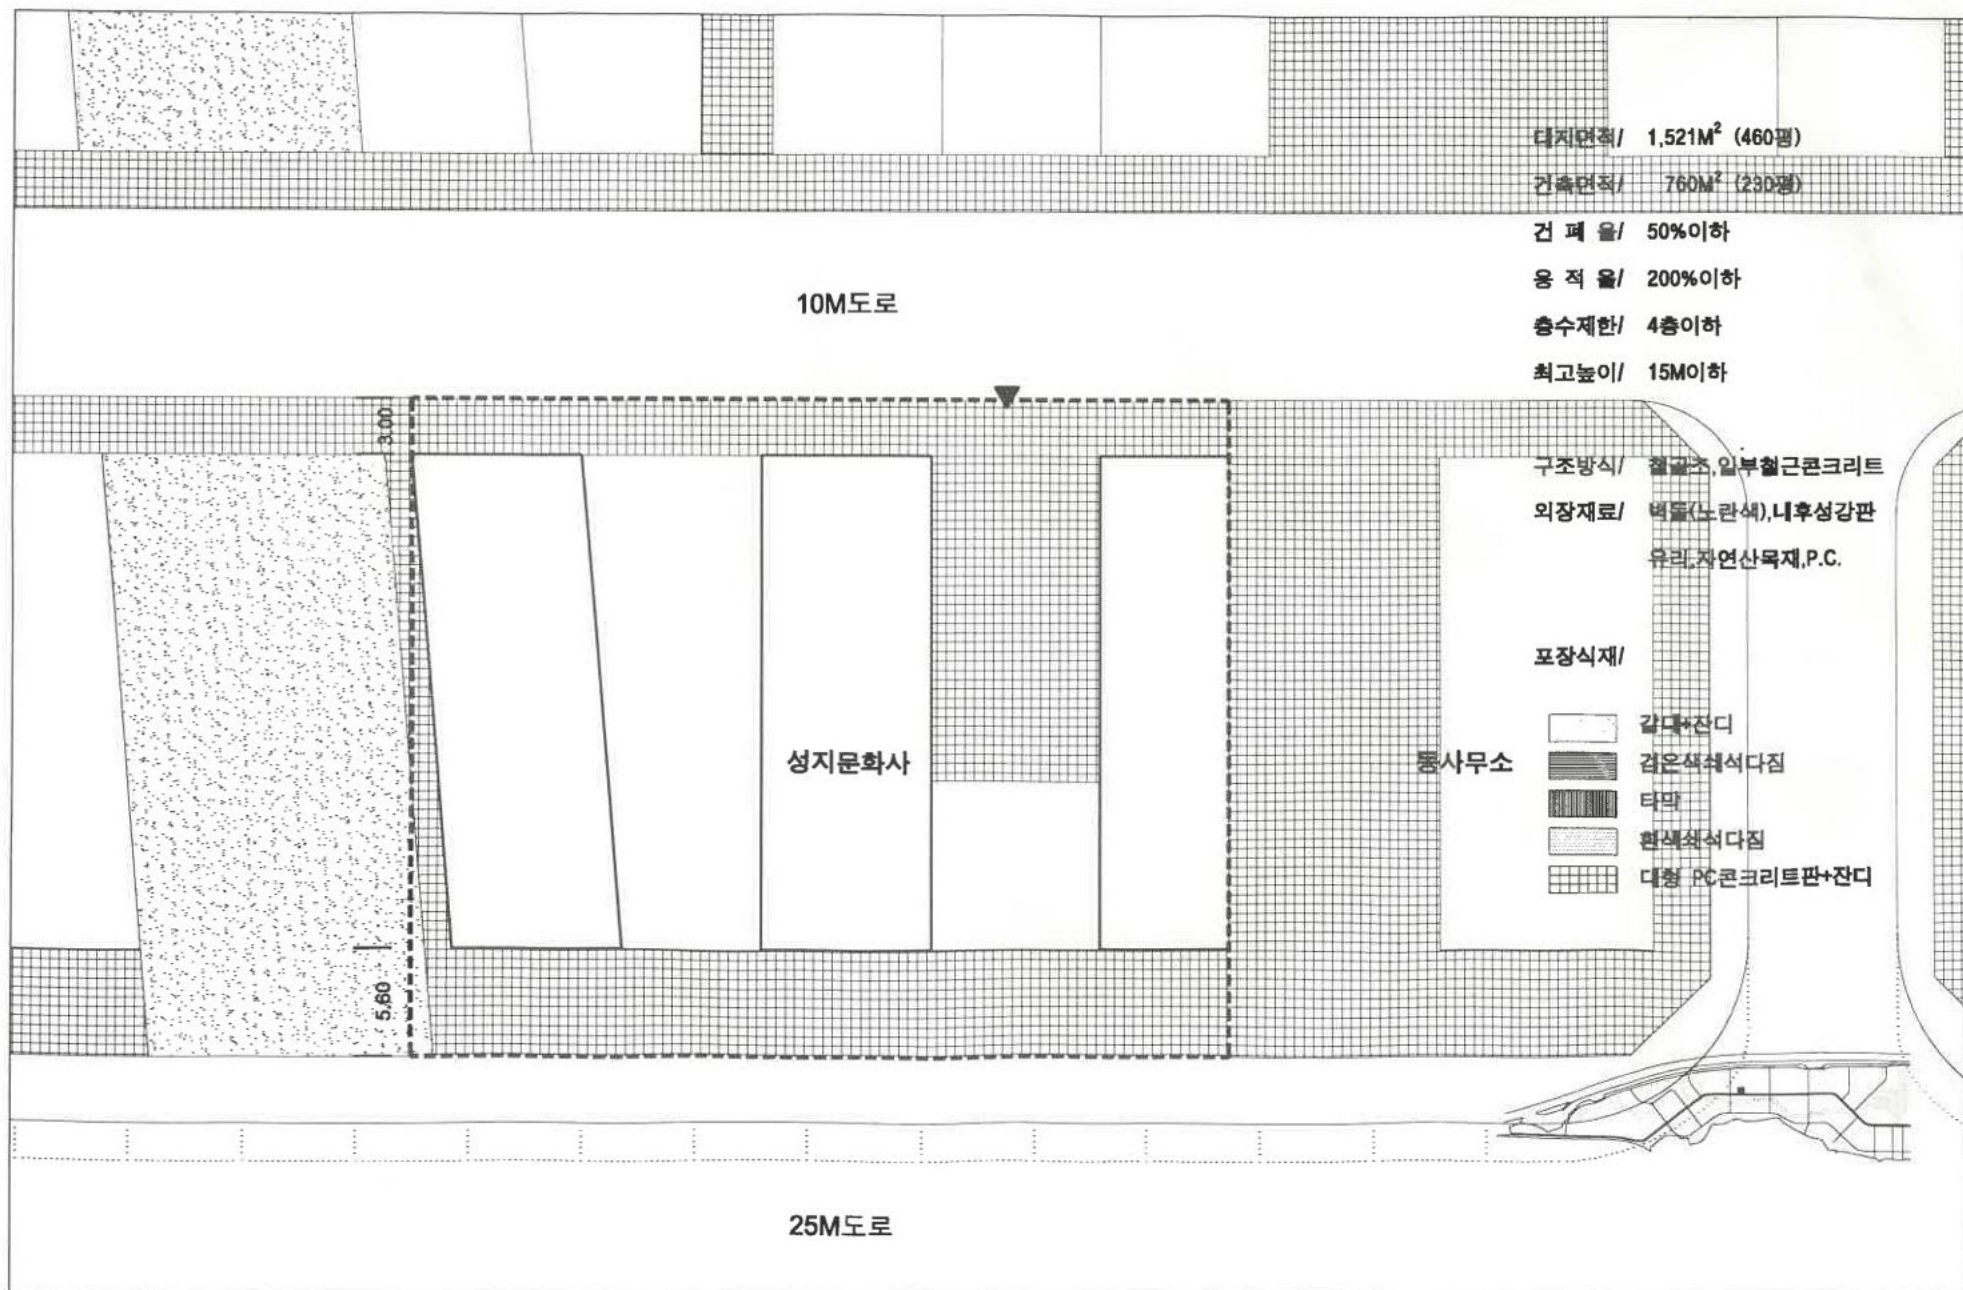 대지면적/ 1,521M² (460평)
건축면적/ 760M² (230평)
건 폐 율/ 50%이하
10M도로
용 적 율/ 200%이하
층수제한/ 4층이하
최고높이/ 15M이하
3.00
구조방식/ 철골조,일부철근콘크리트
외장재료/ 벽돌(노란색),내후성강판
유리,자연산목재,P.C.
포장식재/
갈대+잔디
성지문화사
동사무소
검은색쇄석다짐
타막
흰색쇄석다짐
대형 PC콘크리트판+잔디
5.60
25M도로